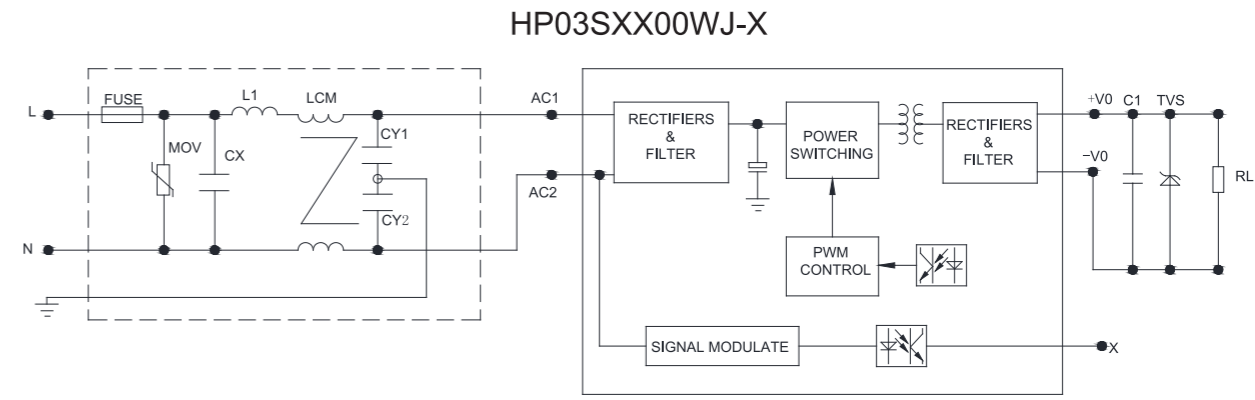 HP03SXX00WJ-X
L
FUSE
L1
LCM
MOV
CX
CY1
CY2
N
AC1
AC2
RECTIFIERS
&
FILTER
POWER
SWITCHING
RECTIFIERS
&
FILTER
PWM
CONTROL
SIGNAL MODULATE
+V0
C1
TVS
−V0
RL
X